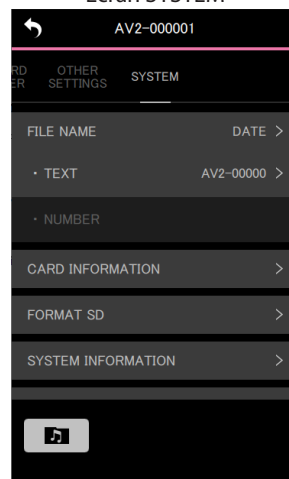 Écran SYSTEM
AV2-000001
RD
ER
OTHER
SETTINGS
SYSTEM
FILE NAME DATE >
・TEXT AV2-00000 >
・NUMBER
CARD INFORMATION >
FORMAT SD >
SYSTEM INFORMATION >